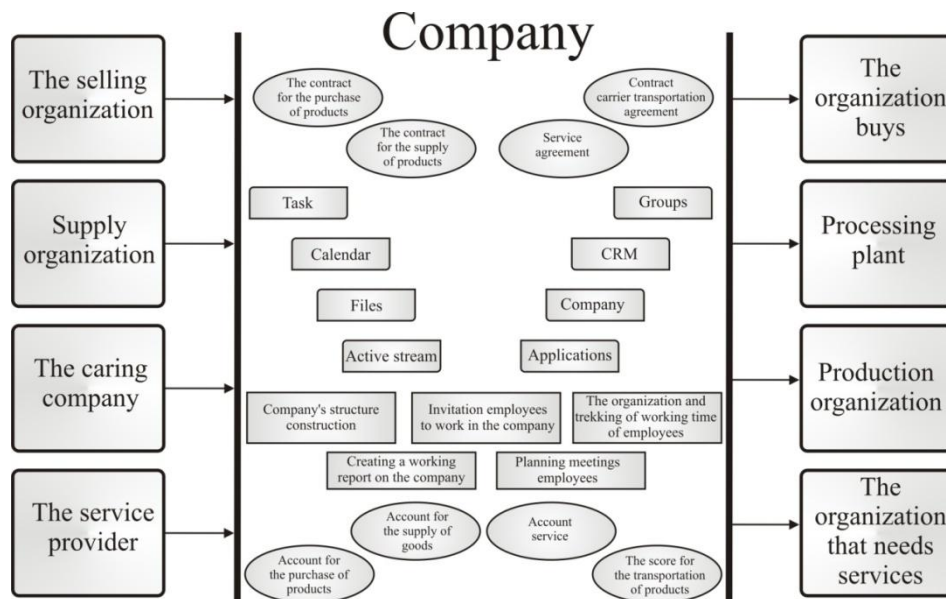 Company
The selling
organization
Supply
organization
The caring
company
The service
provider
The contract
for the purchase
of products
The contract
for the supply
of products
Contract
carrier transportation
agreement
Service
agreement
Task
Groups
Calendar
CRM
Files
Company
Active stream
Applications
Company's structure
construction
Invitation employees
to work in the company
The organization and
trekking of working time
of employees
Creating a working
report on the company
Planning meetings
employees
Account for
the supply of
goods
Account
service
Account for
the purchase of
products
The score for
the transportation of
products
The
organization
buys
Processing
plant
Production
organization
The
organization
that needs
services